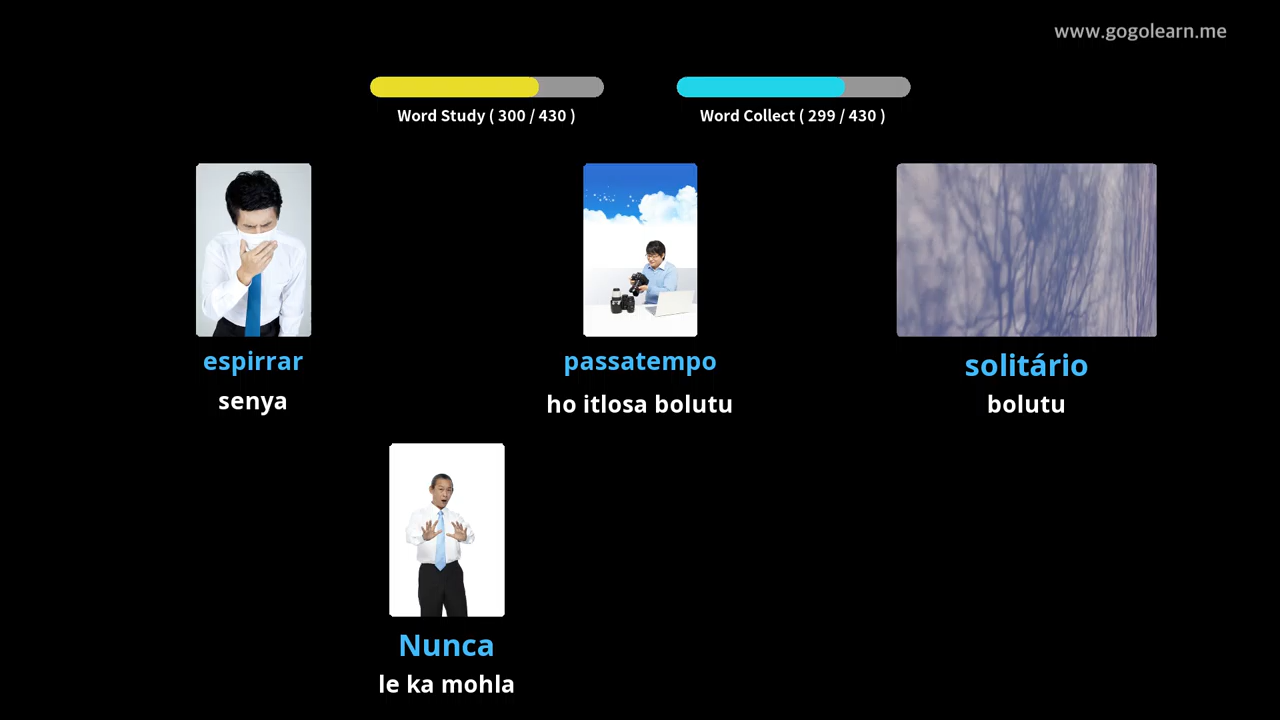 www.gogolearn.me
Word Study ( 300 / 430 )
Word Collect ( 299 / 430 )
espirrar
senya
passatempo
ho itlosa bolutu
solitário
bolutu
Nunca
le ka mohla